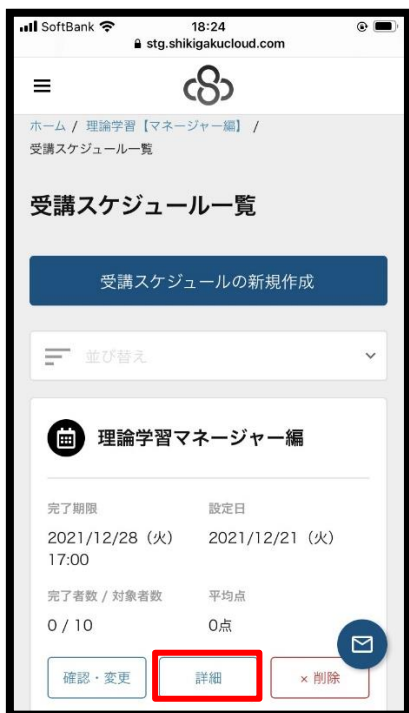 SoftBank 18:24
stg.shikigakucloud.com
ホーム / 理論学習【マネージャー編】 /
受講スケジュール一覧
受講スケジュール一覧
受講スケジュールの新規作成
並び替え
理論学習マネージャー編
完了期限 設定日
2021/12/28（火） 2021/12/21（火）
17:00
完了者数 / 対象者数 平均点
0 / 10 0点
確認・変更 詳細 × 削除